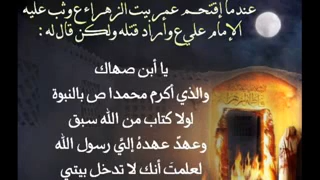 عندما إقتحم عمر بيت الزهراء ع وثب عليه
الإمام علي ع وأراد قتله ولكن قال له :
يا أبن صهاك
والذي أكرم محمدا ص بالنبوة
لولا كتاب من الله سبق
وعهدٌ عهدهُ إليّ رسول الله
لعلمتَ أنك لا تدخل بيتي